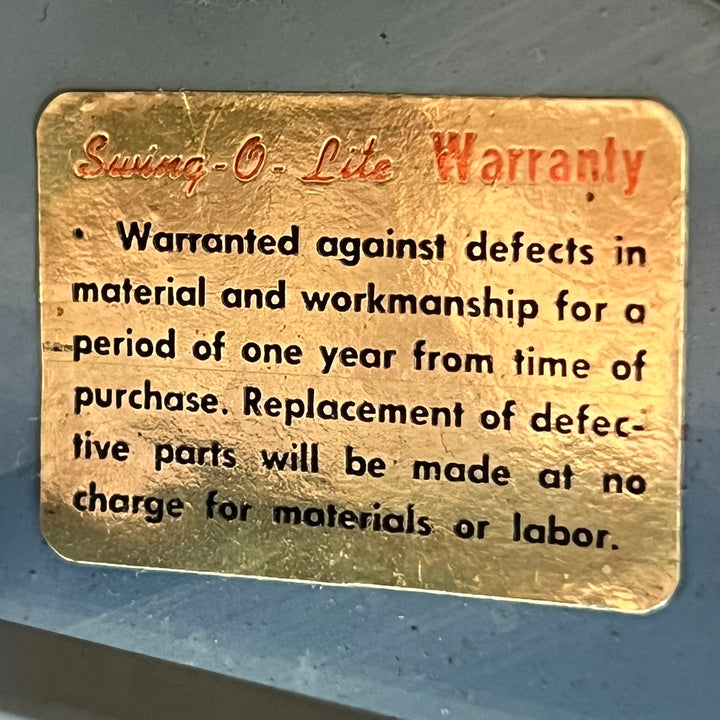 Swing-O-Lite Warranty
Warranted against defects in
material and workmanship for a
period of one year from time of
purchase. Replacement of defec-
tive parts will be made at no
charge for materials or labor.